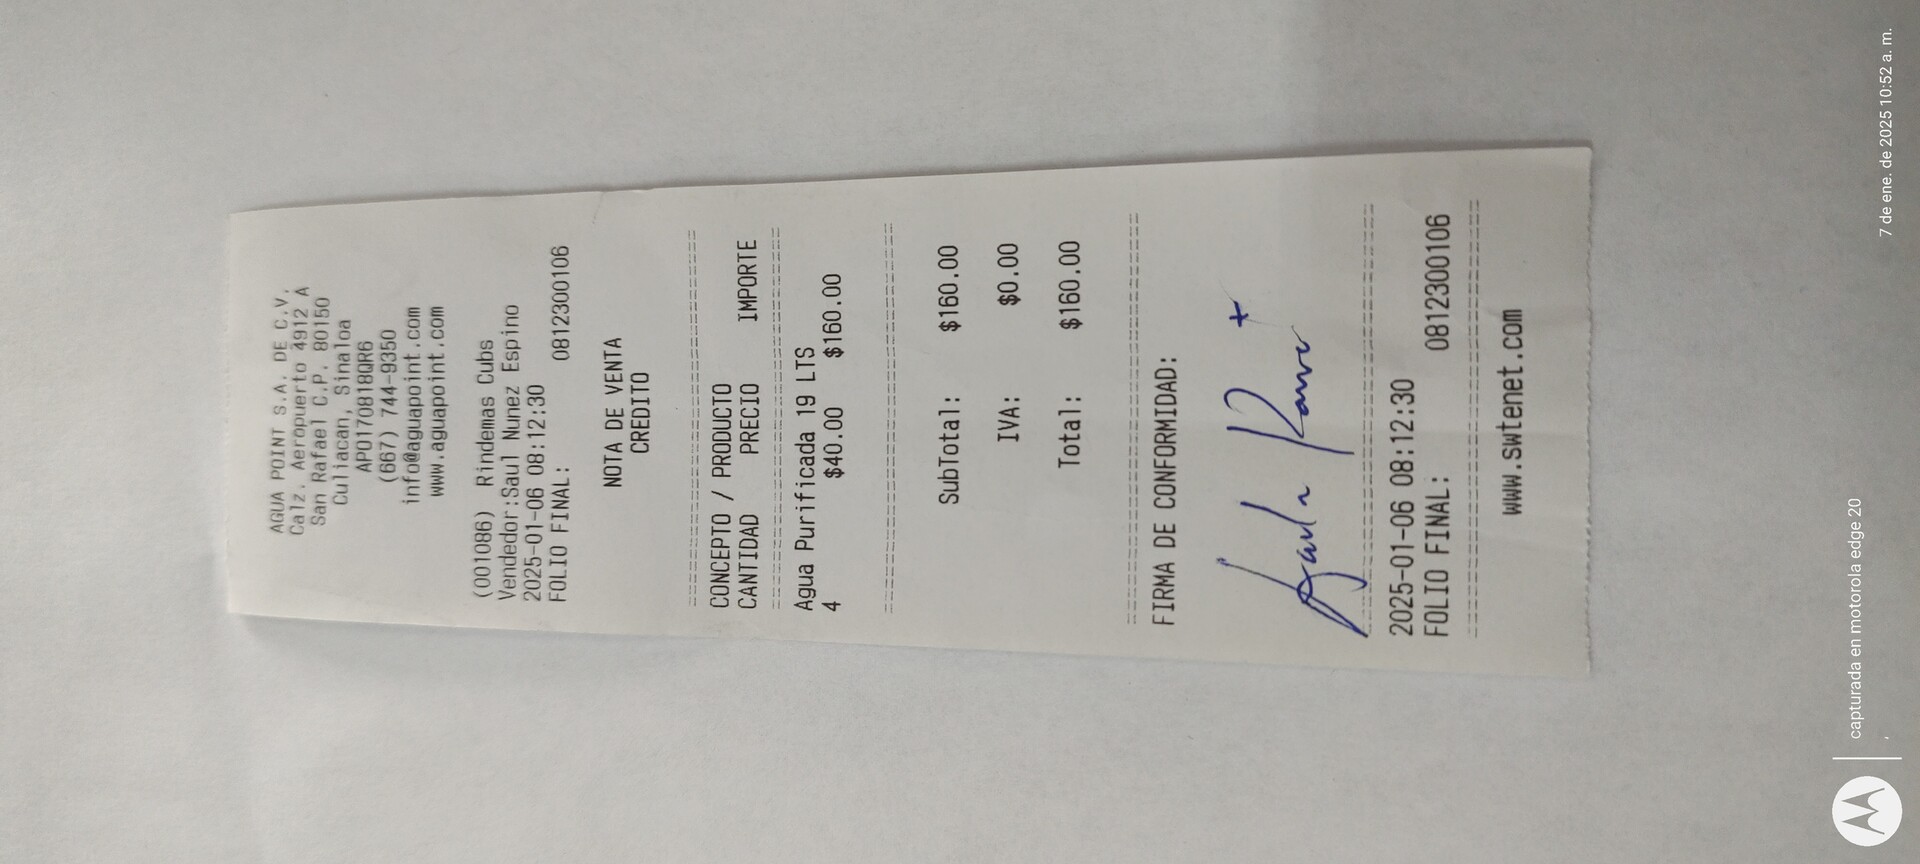 AGUA POINT S.A. DE C.V.
Calz. Aeropuerto 4912 A
San Rafael C.P. 80150
Culiacan, Sinaloa
APO170818QR6
(667) 744-9350
info@aguapoint.com
www.aguapoint.com
(001086) Rindemas Cubs
Vendedor:Saul Nunez Espino
2025-01-06 08:12:30
FOLIO FINAL: 0812300106
NOTA DE VENTA
CREDITO
CONCEPTO / PRODUCTO
CANTIDAD PRECIO IMPORTE
Agua Purificada 19 LTS
4 $40.00 $160.00
SubTotal: $160.00
IVA: $0.00
Total: $160.00
FIRMA DE CONFORMIDAD:
2025-01-06 08:12:30
FOLIO FINAL: 0812300106
www.swtenet.com
capturada en motorola edge 20
7 de ene. de 2025 10:52 a. m.